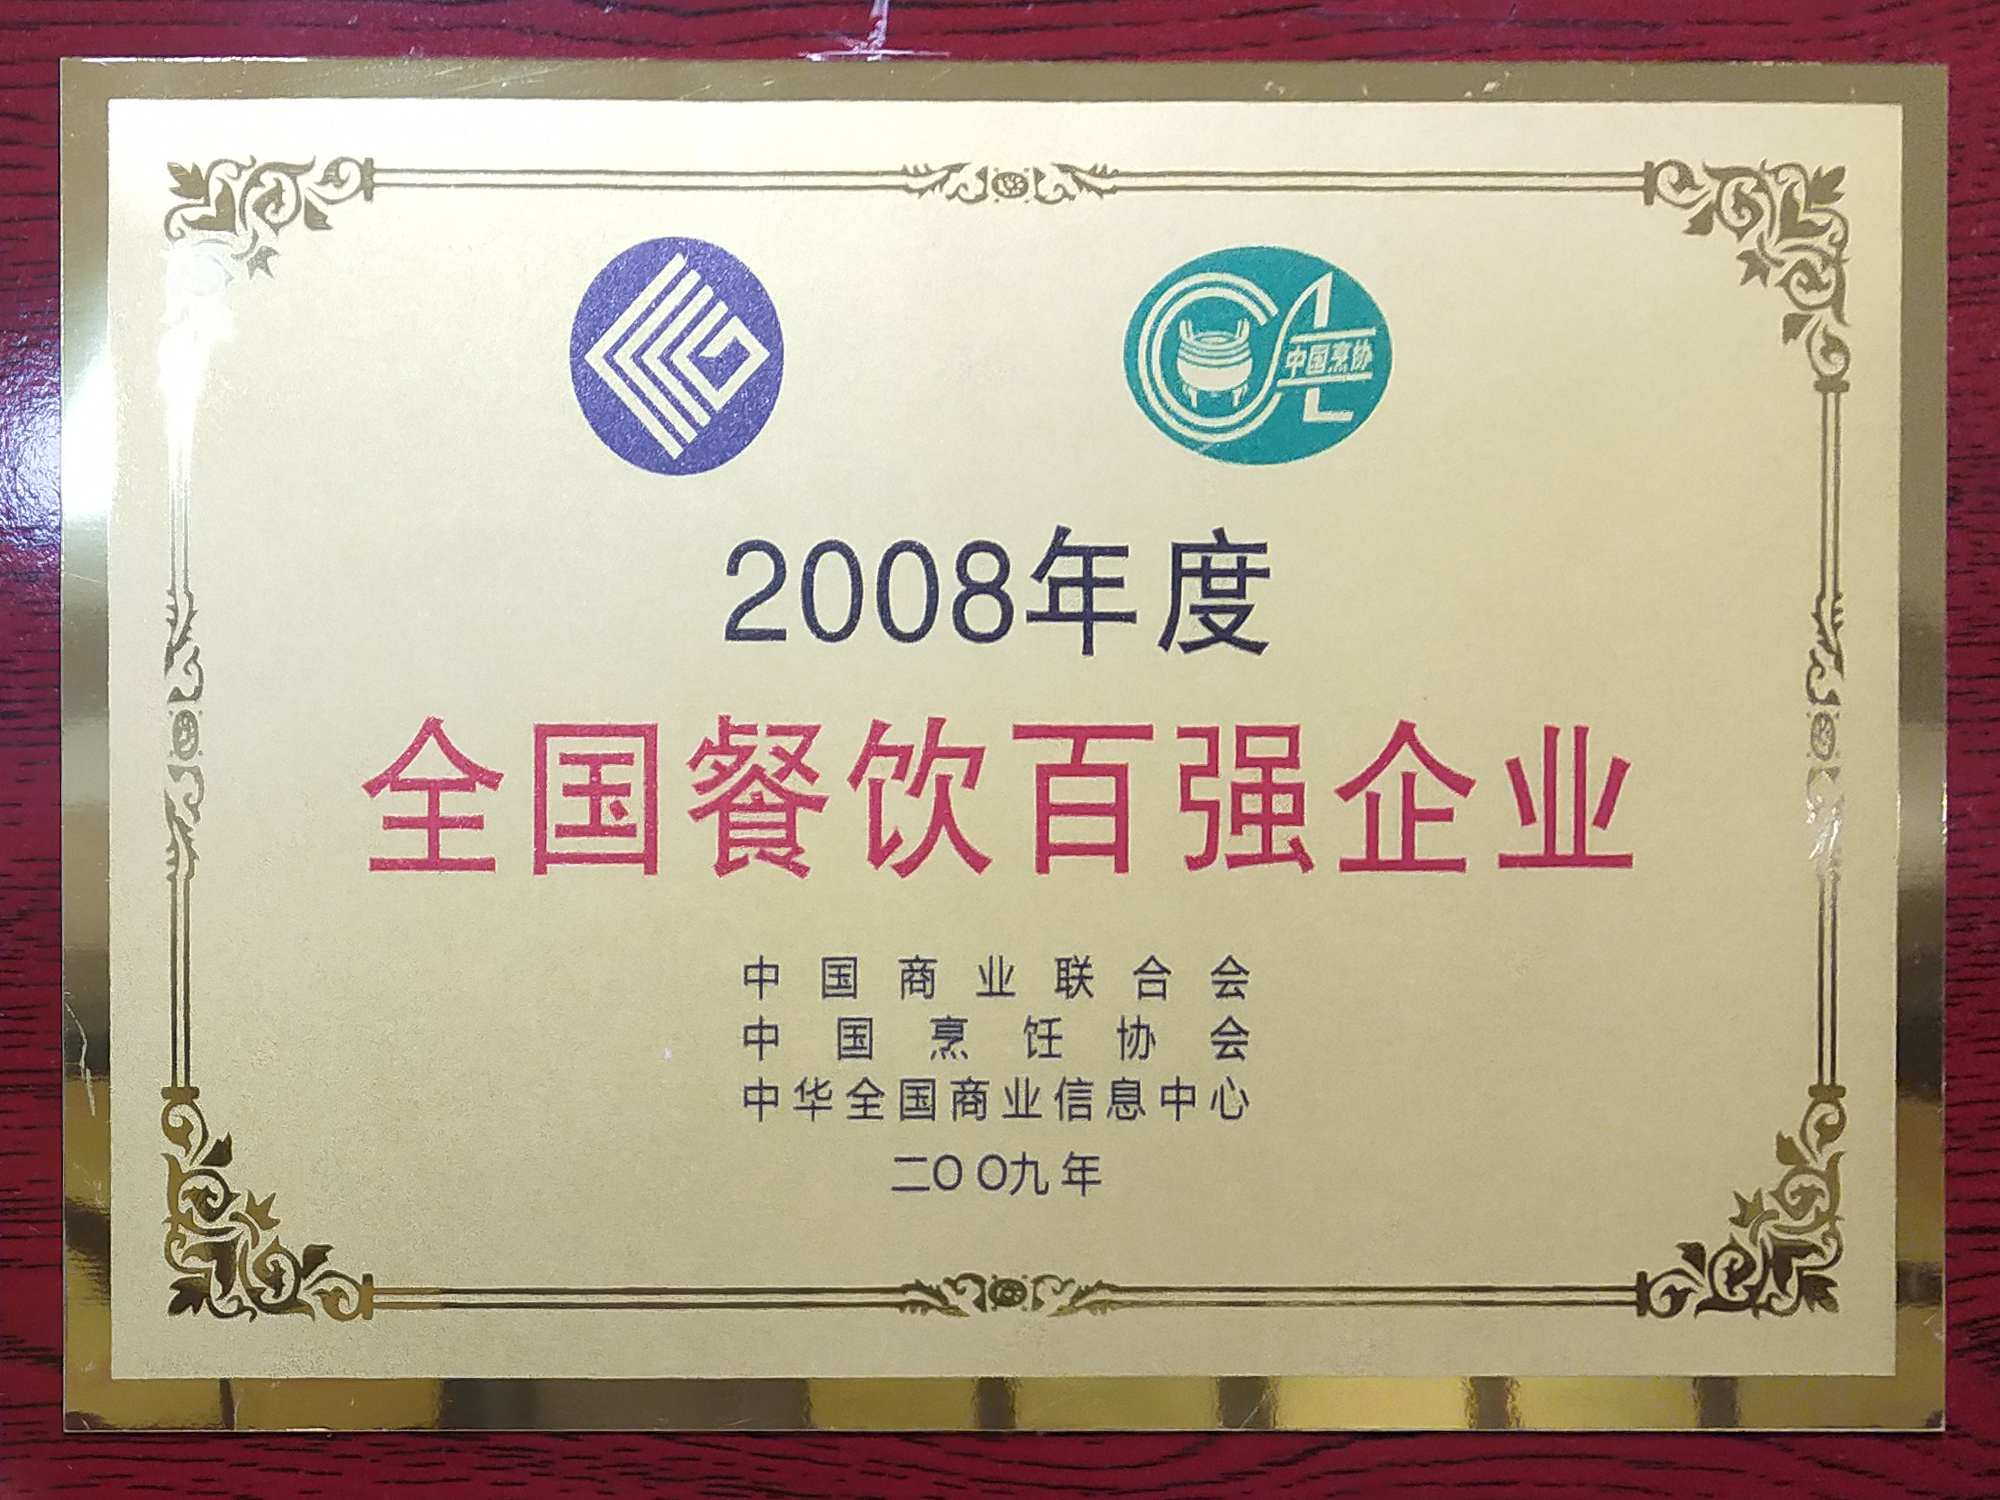 中国烹协
2008年度
全国餐饮百强企业
中国商业联合会
中国烹饪协会
中华全国商业信息中心
二〇〇九年